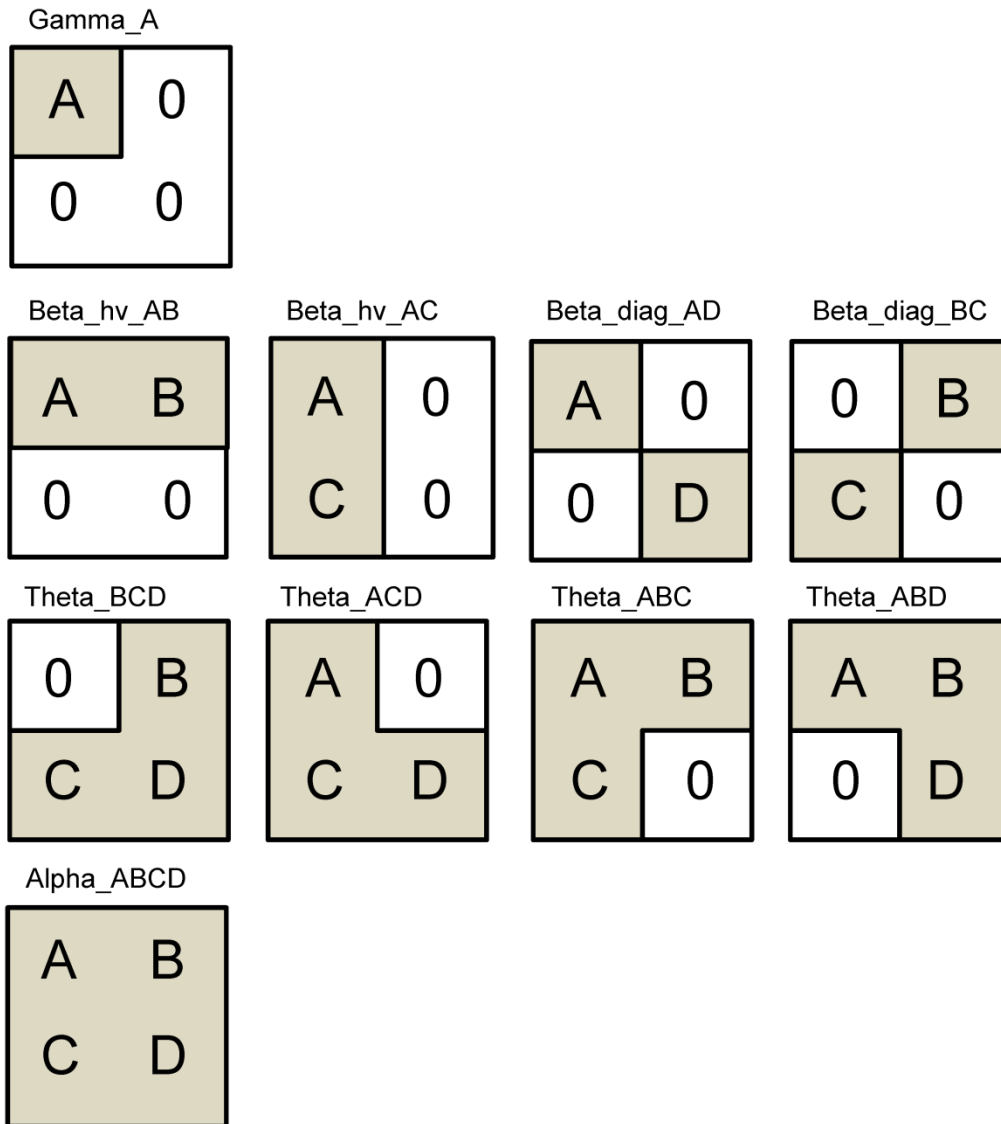 Gamma_A
A 0
0 0
Beta_hv_AB Beta_hv_AC Beta_diag_AD Beta_diag_BC
A B A 0 A 0 0 B
0 0 C 0 0 D C 0
Theta_BCD Theta_ACD Theta_ABC Theta_ABD
0 B A 0 A B A B
C D C D C 0 0 D
Alpha_ABCD
A B
C D